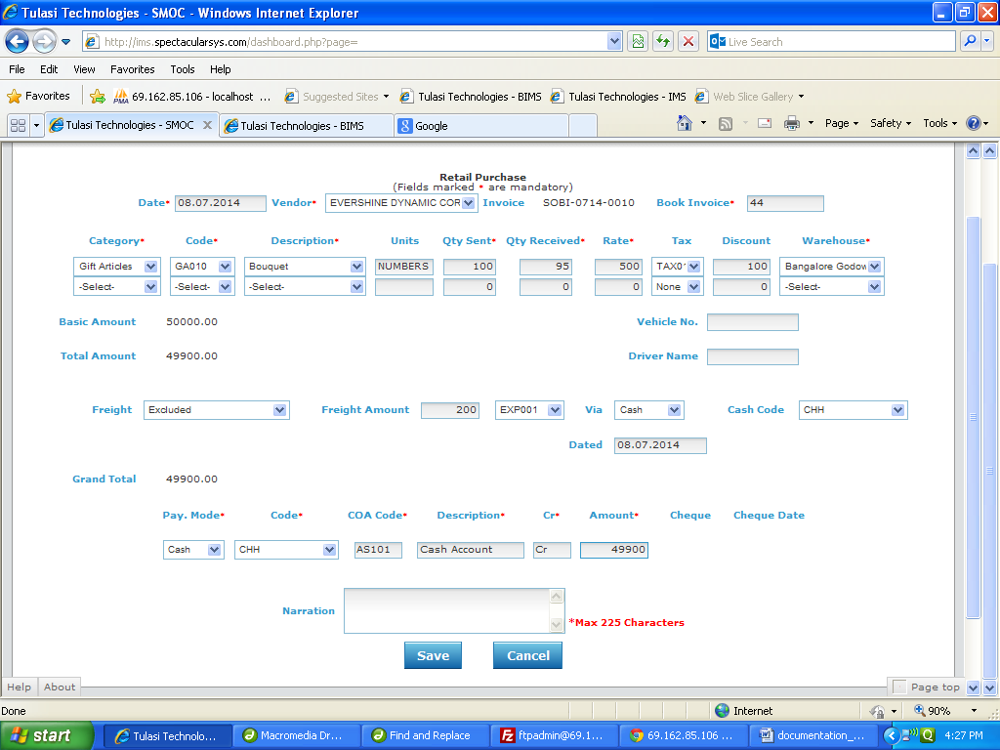 Tulasi Technologies - SMOC - Windows Internet Explorer
http://ims.spectacularsys.com/dashboard.php?page=
Live Search
File Edit View Favorites Tools Help
Favorites PMA 69.162.85.106 - localhost ... Suggested Sites Tulasi Technologies - BIMS Tulasi Technologies - IMS Web Slice Gallery
Tulasi Technologies - SMOC X Tulasi Technologies - BIMS 8 Google Page Safety Tools ?
Retail Purchase
(Fields marked * are mandatory)
Date* 08.07.2014 Vendor* EVERSHINE DYNAMIC COR Invoice SOBI-0714-0010 Book Invoice* 44
Category* Code* Description* Units Qty Sent* Qty Received* Rate* Tax Discount Warehouse*
Gift Articles GA010 Bouquet NUMBERS 100 95 500 TAX01 100 Bangalore Godow
-Select- -Select- -Select- 0 0 0 None 0 -Select-
Basic Amount 50000.00 Vehicle No.
Total Amount 49900.00 Driver Name
Freight Excluded Freight Amount 200 EXP001 Via Cash Cash Code CHH
Dated 08.07.2014
Grand Total 49900.00
Pay. Mode* Code* COA Code* Description* Cr* Amount* Cheque Cheque Date
Cash CHH AS101 Cash Account Cr 49900
Narration
*Max 225 Characters
Save Cancel
Help About Page top
Done Internet 90%
start Tulasi Technolo... Macromedia Dr... Find and Replace Fz ftpadmin@69.1... 69.162.85.106 ... documentation_... Q 4:27 PM